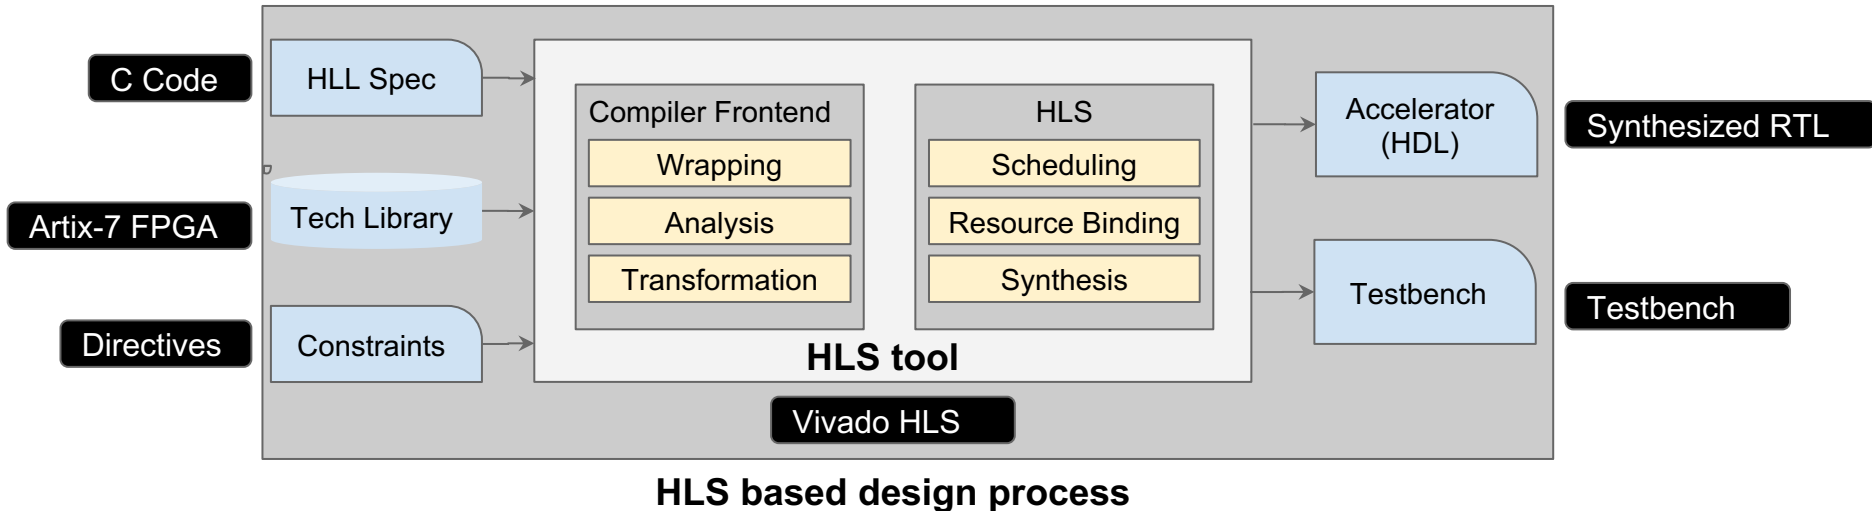 C Code
HLL Spec
Artix-7 FPGA
Tech Library
Directives
Constraints
Compiler Frontend
Wrapping
Analysis
Transformation
HLS
Scheduling
Resource Binding
Synthesis
HLS tool
Vivado HLS
Accelerator
(HDL)
Synthesized RTL
Testbench
Testbench
HLS based design process